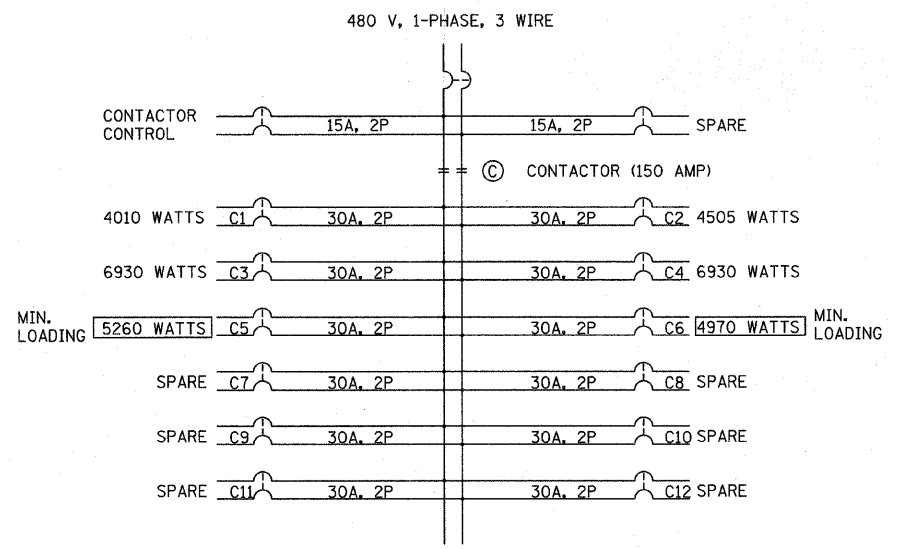 480 V, 1-PHASE, 3 WIRE
CONTACTOR
CONTROL
15A, 2P 15A, 2P SPARE
C CONTACTOR (150 AMP)
4010 WATTS C1 30A, 2P 30A, 2P C2 4505 WATTS
6930 WATTS C3 30A, 2P 30A, 2P C4 6930 WATTS
MIN.
LOADING 5260 WATTS C5 30A, 2P 30A, 2P C6 4970 WATTS MIN.
LOADING
SPARE C7 30A, 2P 30A, 2P C8 SPARE
SPARE C9 30A, 2P 30A, 2P C10 SPARE
SPARE C11 30A, 2P 30A, 2P C12 SPARE